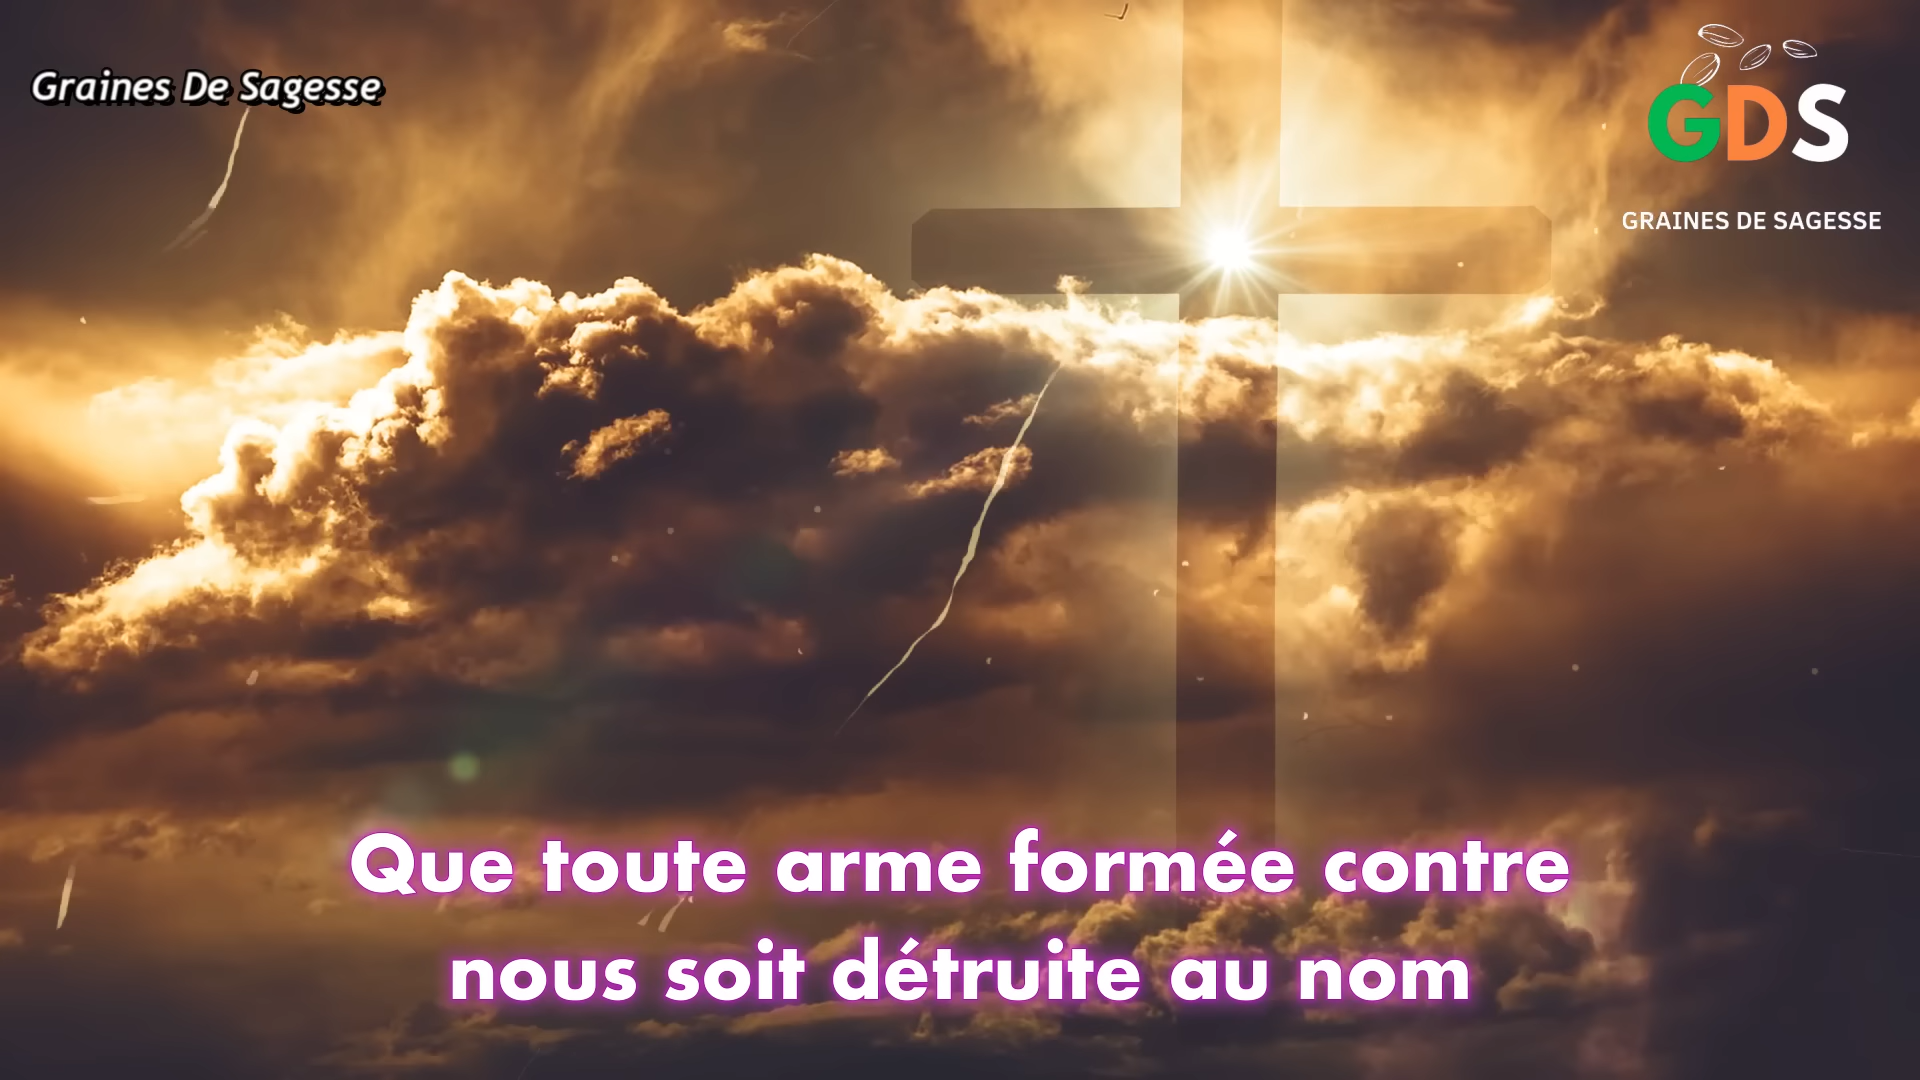 Graines De Sagesse
GDS
GRAINES DE SAGESSE
Que toute arme formée contre
nous soit détruite au nom